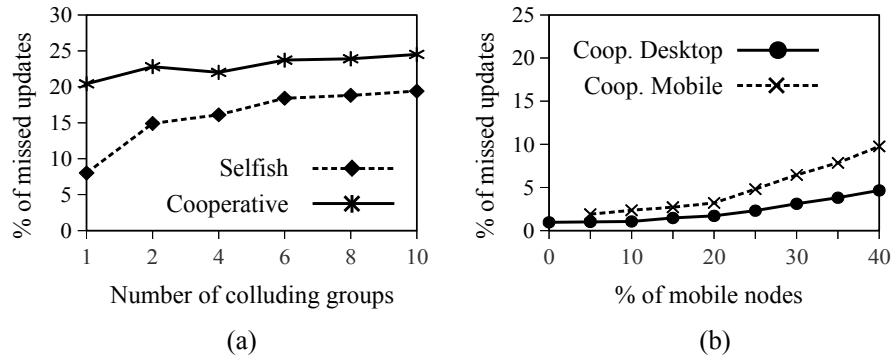 % of missed updates
30
25
20
15
10
5
0
Selfish
Cooperative
1 2 4 6 8 10
Number of colluding groups
(a)
% of missed updates
25
20
15
10
5
0
Coop. Desktop
Coop. Mobile
0 10 20 30 40
% of mobile nodes
(b)